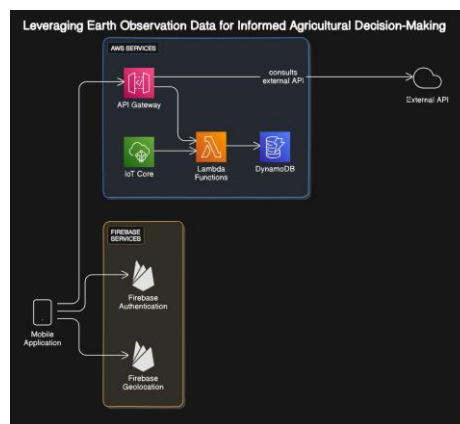 Leveraging Earth Observation Data for Informed Agricultural Decision-Making
AWS SERVICES
API Gateway
consults
external API
External API
IoT Core
Lambda
Functions
DynamoDB
FIREBASE
SERVICES
Firebase
Authentication
Mobile
Application
Firebase
Geolocation